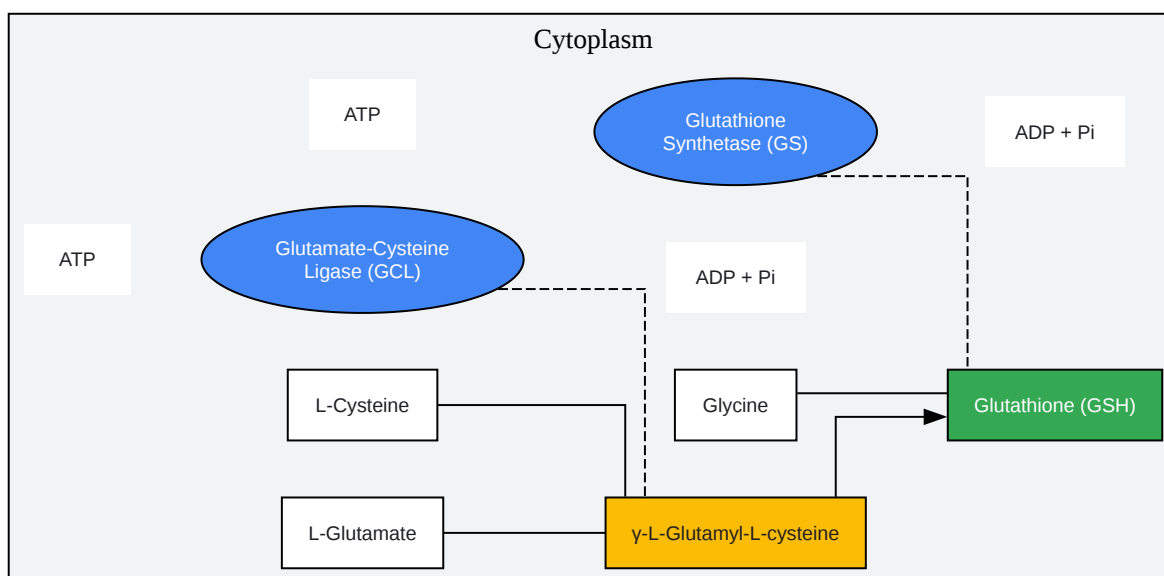 Cytoplasm
ATP
Glutathione
Synthetase (GS)
ADP + Pi
ATP
Glutamate-Cysteine
Ligase (GCL)
ADP + Pi
L-Cysteine
Glycine
Glutathione (GSH)
L-Glutamate
γ-L-Glutamyl-L-cysteine